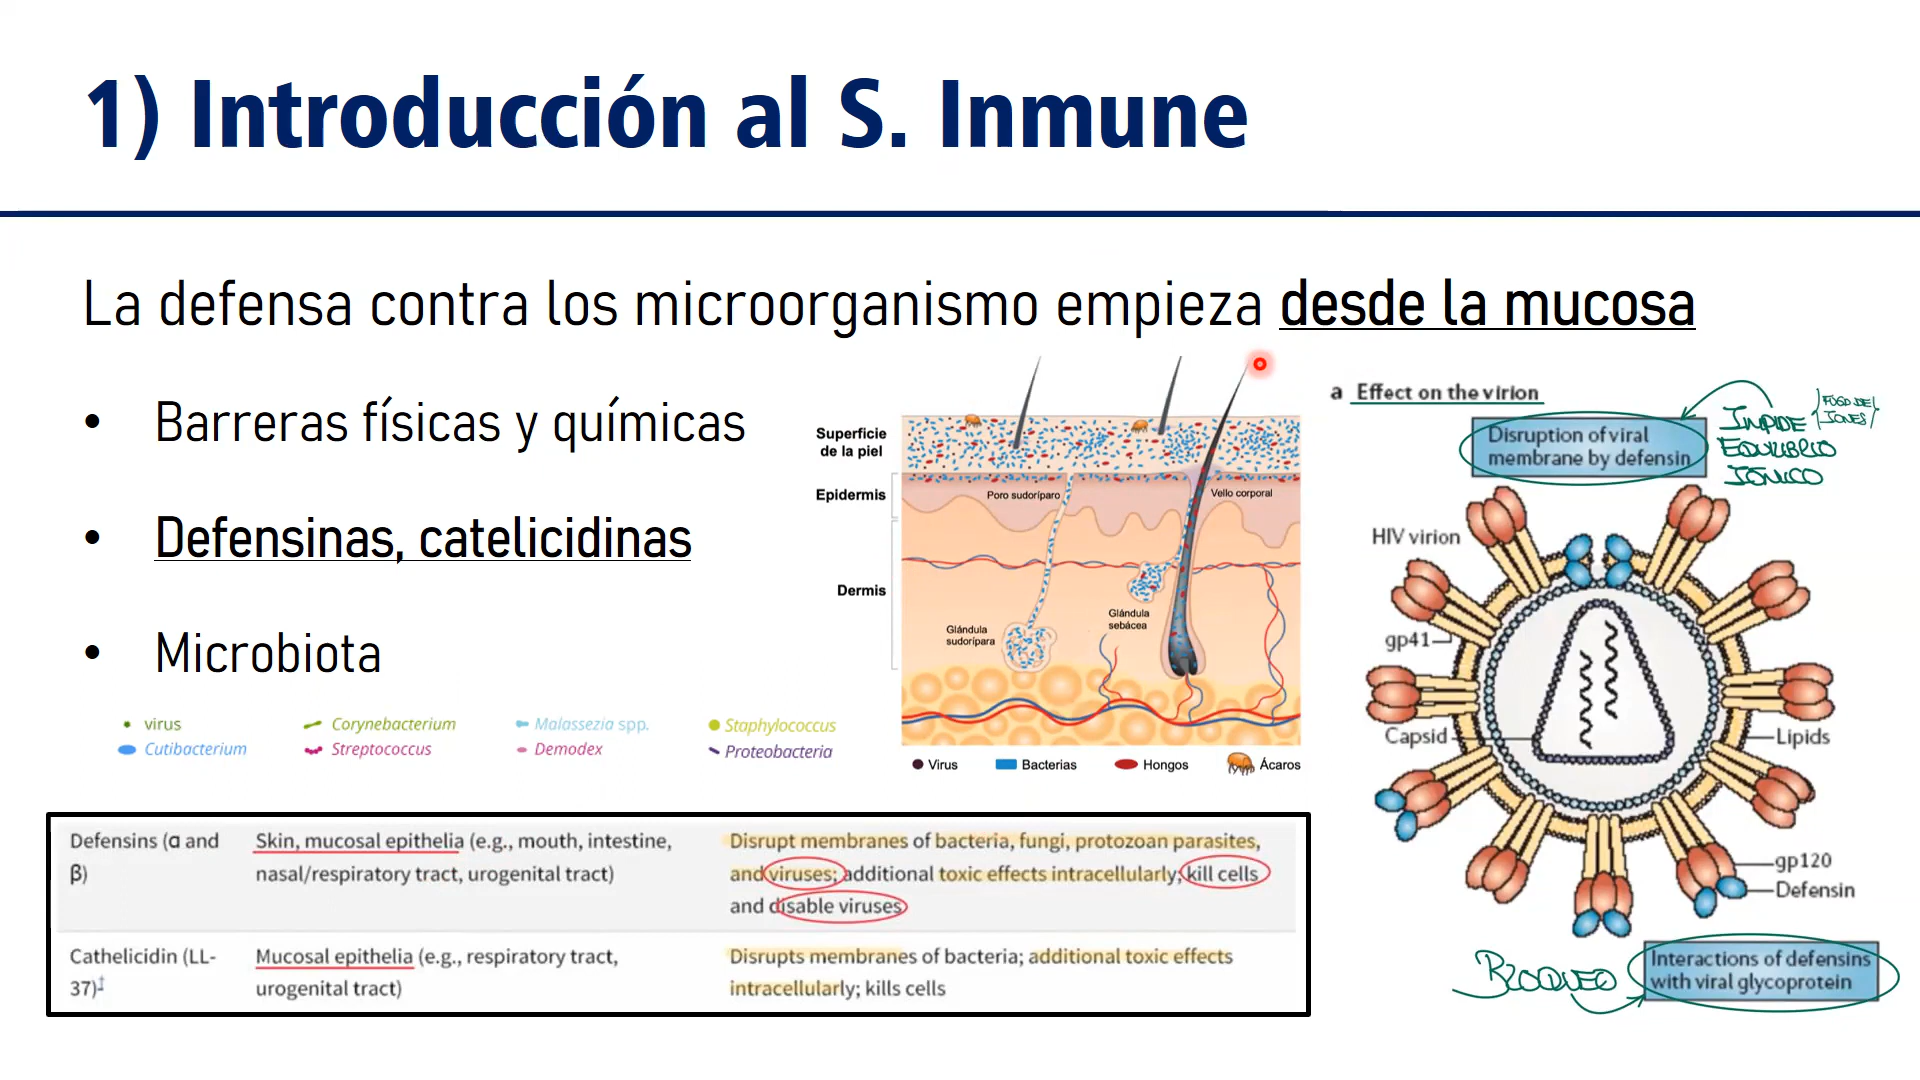 1) Introducción al S. Inmune
La defensa contra los microorganismo empieza desde la mucosa
• Barreras físicas y químicas
• Defensinas, catelicidinas
• Microbiota
virus
Corynebacterium
Malassezia spp.
Staphylococcus
Cutibacterium
Streptococcus
Demodex
Proteobacteria
Superficie
de la piel
Epidermis
Dermis
Poro sudoríparo
Vello corporal
Glándula
sebácea
Glándula
sudorípara
Virus
Bacterias
Hongos
Ácaros
a Effect on the virion
Disruption of viral
membrane by defensin
IMPIDE {FUGA DE
IONES}
EQUILIBRIO
IÓNICO
HIV virion
gp41
Capsid
Lipids
gp120
Defensin
BLOQUEO
Interactions of defensins
with viral glycoprotein
Defensins (α and
β)
Skin, mucosal epithelia (e.g., mouth, intestine,
nasal/respiratory tract, urogenital tract)
Disrupt membranes of bacteria, fungi, protozoan parasites,
and viruses; additional toxic effects intracellularly; kill cells
and disable viruses
Cathelicidin (LL-
37)‡
Mucosal epithelia (e.g., respiratory tract,
urogenital tract)
Disrupts membranes of bacteria; additional toxic effects
intracellularly; kills cells